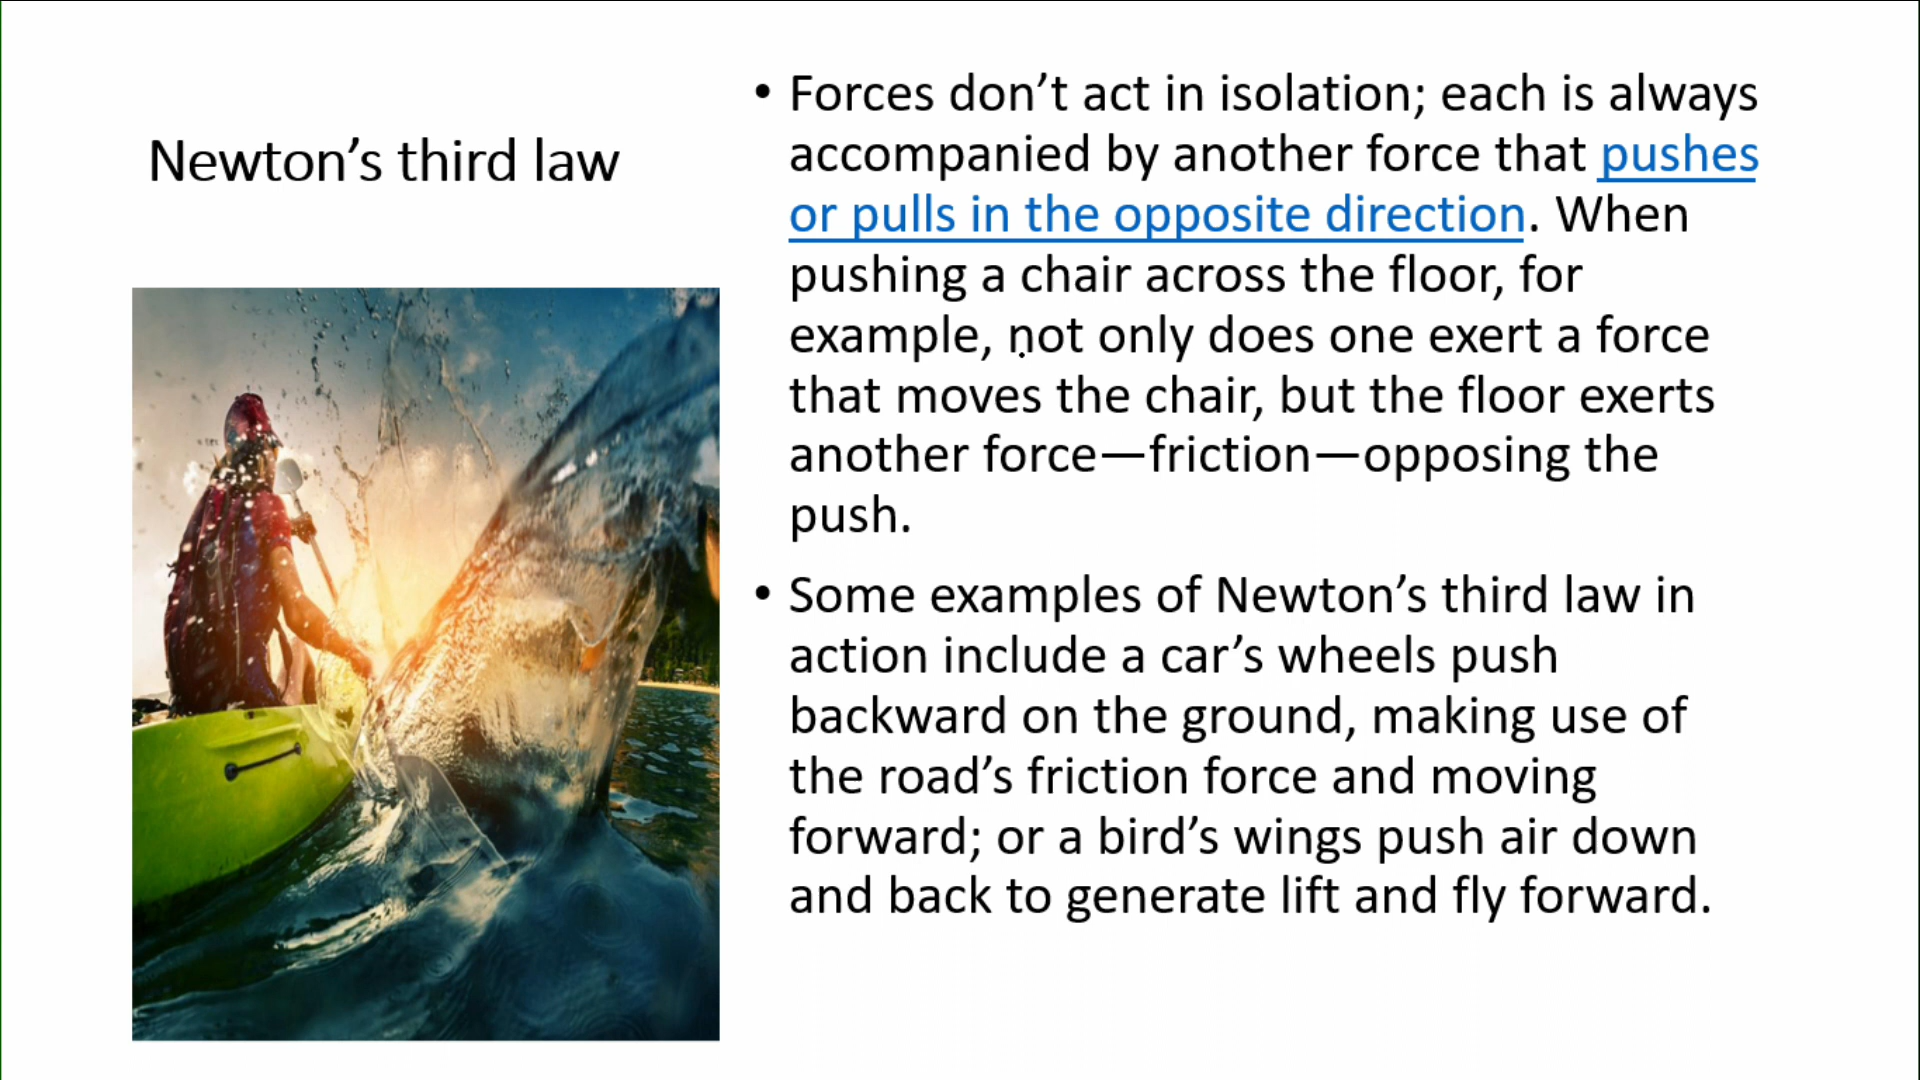 Newton’s third law
• Forces don’t act in isolation; each is always
accompanied by another force that pushes
or pulls in the opposite direction. When
pushing a chair across the floor, for
example, not only does one exert a force
that moves the chair, but the floor exerts
another force—friction—opposing the
push.
• Some examples of Newton’s third law in
action include a car’s wheels push
backward on the ground, making use of
the road’s friction force and moving
forward; or a bird’s wings push air down
and back to generate lift and fly forward.